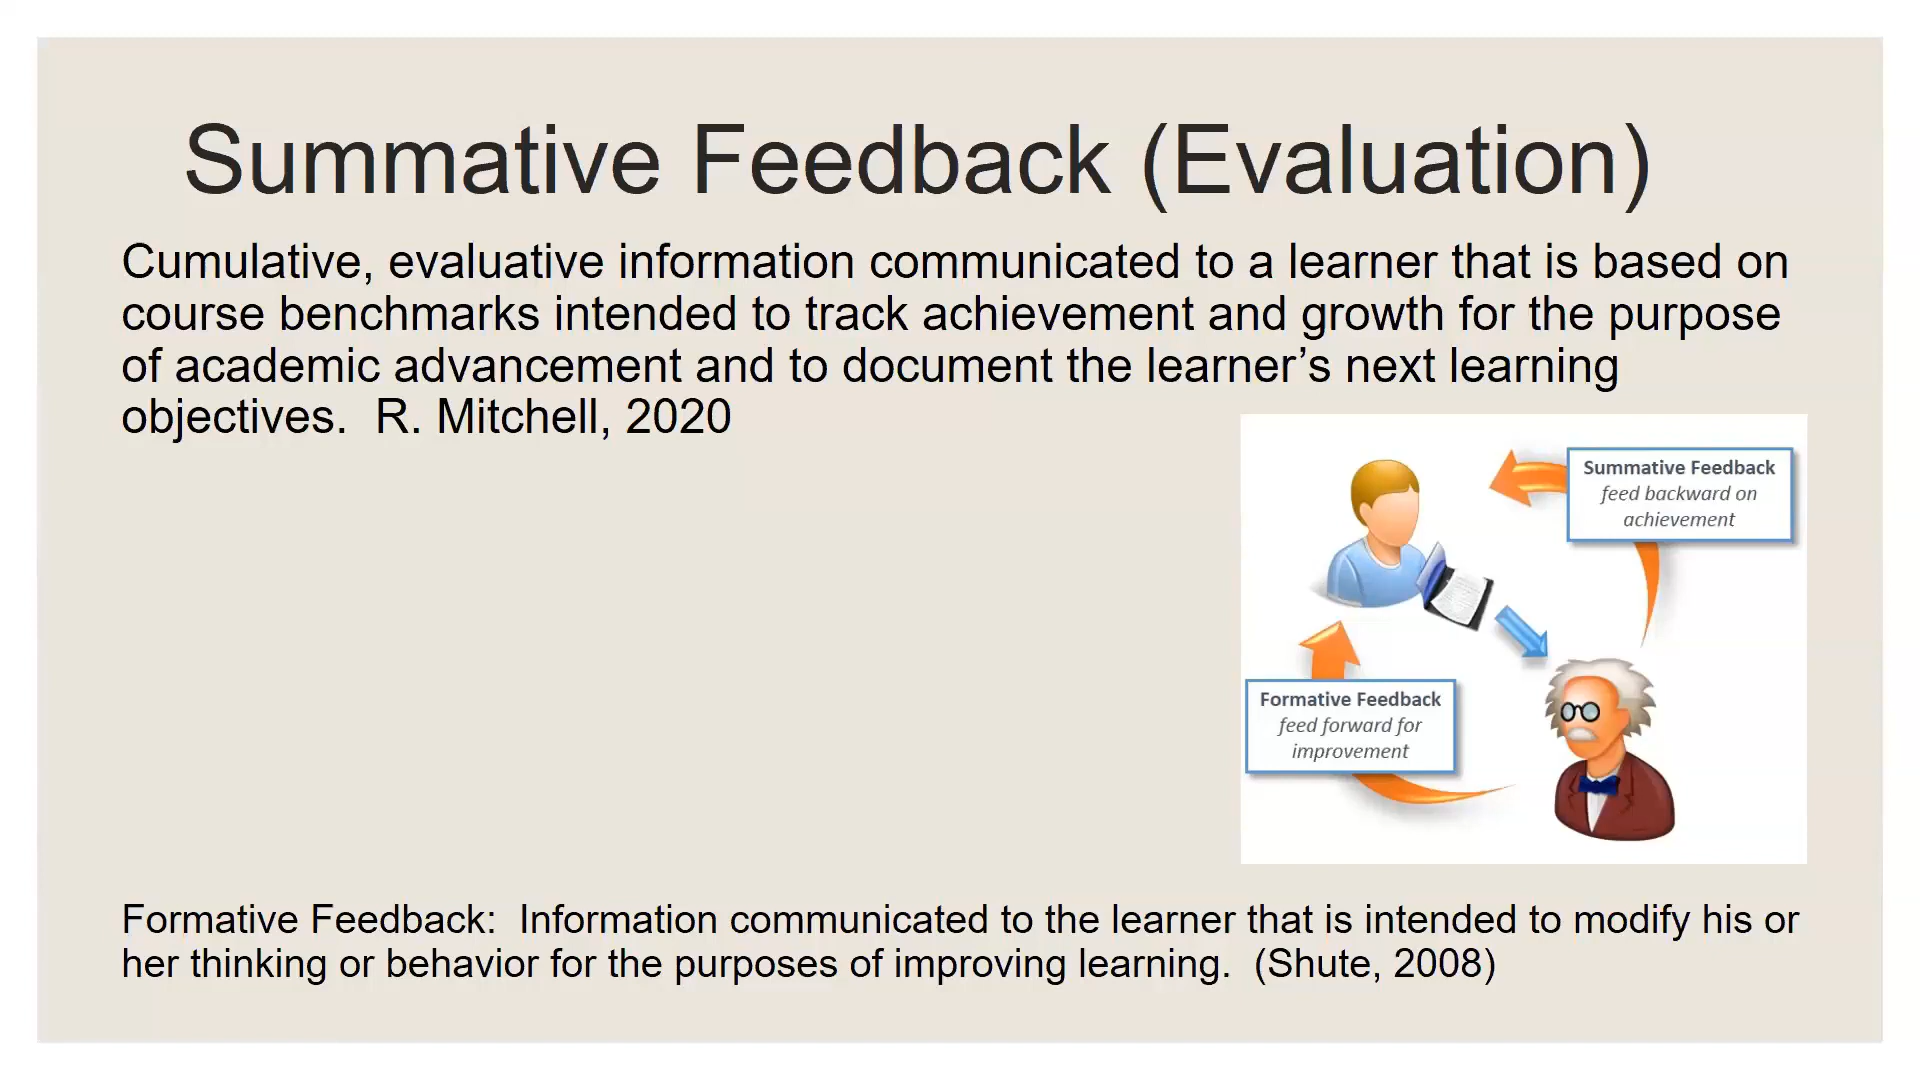 Summative Feedback (Evaluation)
Cumulative, evaluative information communicated to a learner that is based on
course benchmarks intended to track achievement and growth for the purpose
of academic advancement and to document the learner’s next learning
objectives.  R. Mitchell, 2020
Summative Feedback
feed backward on
achievement
Formative Feedback
feed forward for
improvement
Formative Feedback:  Information communicated to the learner that is intended to modify his or
her thinking or behavior for the purposes of improving learning.  (Shute, 2008)